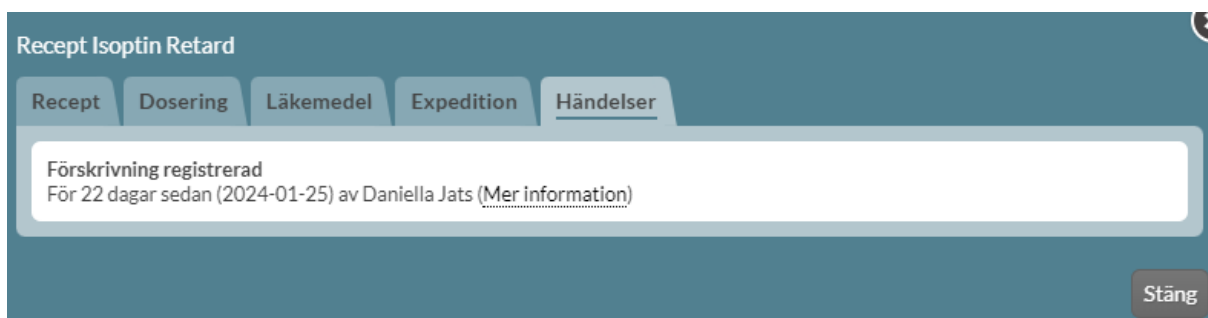 Recept Isoptin Retard
Recept Dosering Läkemedel Expedition Händelser
Förskrivning registrerad
För 22 dagar sedan (2024-01-25) av Daniella Jats (Mer information)
Stäng